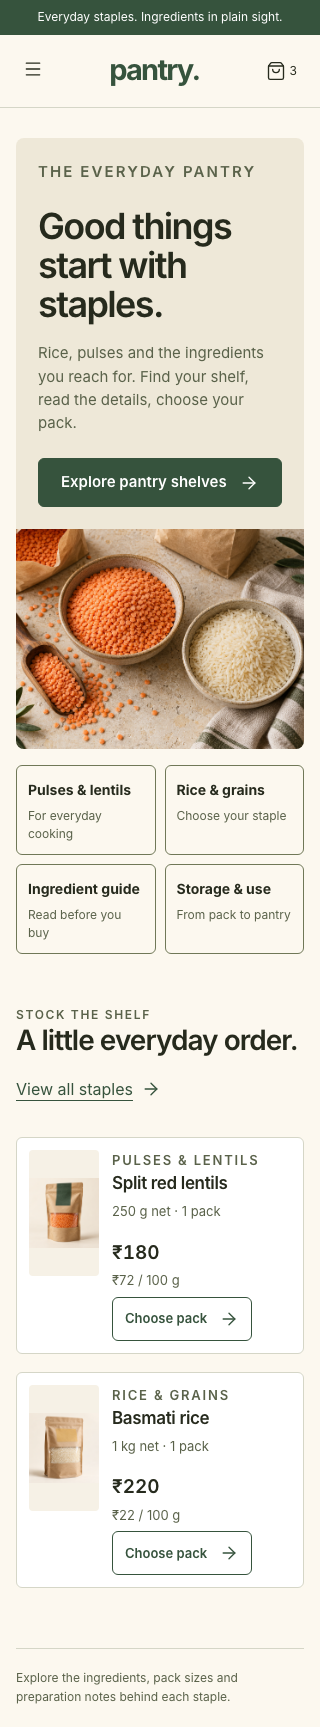 Everyday staples. Ingredients in plain sight.
pantry.
3
THE EVERYDAY PANTRY
Good things
start with
staples.
Rice, pulses and the ingredients
you reach for. Find your shelf,
read the details, choose your
pack.
Explore pantry shelves
Pulses & lentils
For everyday
cooking
Rice & grains
Choose your staple
Ingredient guide
Read before you
buy
Storage & use
From pack to pantry
STOCK THE SHELF
A little everyday order.
View all staples
PULSES & LENTILS
Split red lentils
250 g net · 1 pack
₹180
₹72 / 100 g
Choose pack
RICE & GRAINS
Basmati rice
1 kg net · 1 pack
₹220
₹22 / 100 g
Choose pack
Explore the ingredients, pack sizes and
preparation notes behind each staple.